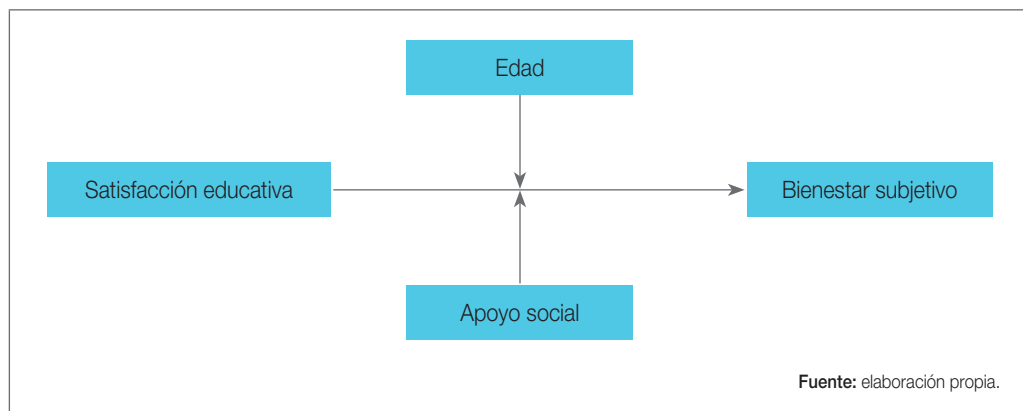 Edad
Satisfacción educativa
Bienestar subjetivo
Apoyo social
Fuente: elaboración propia.